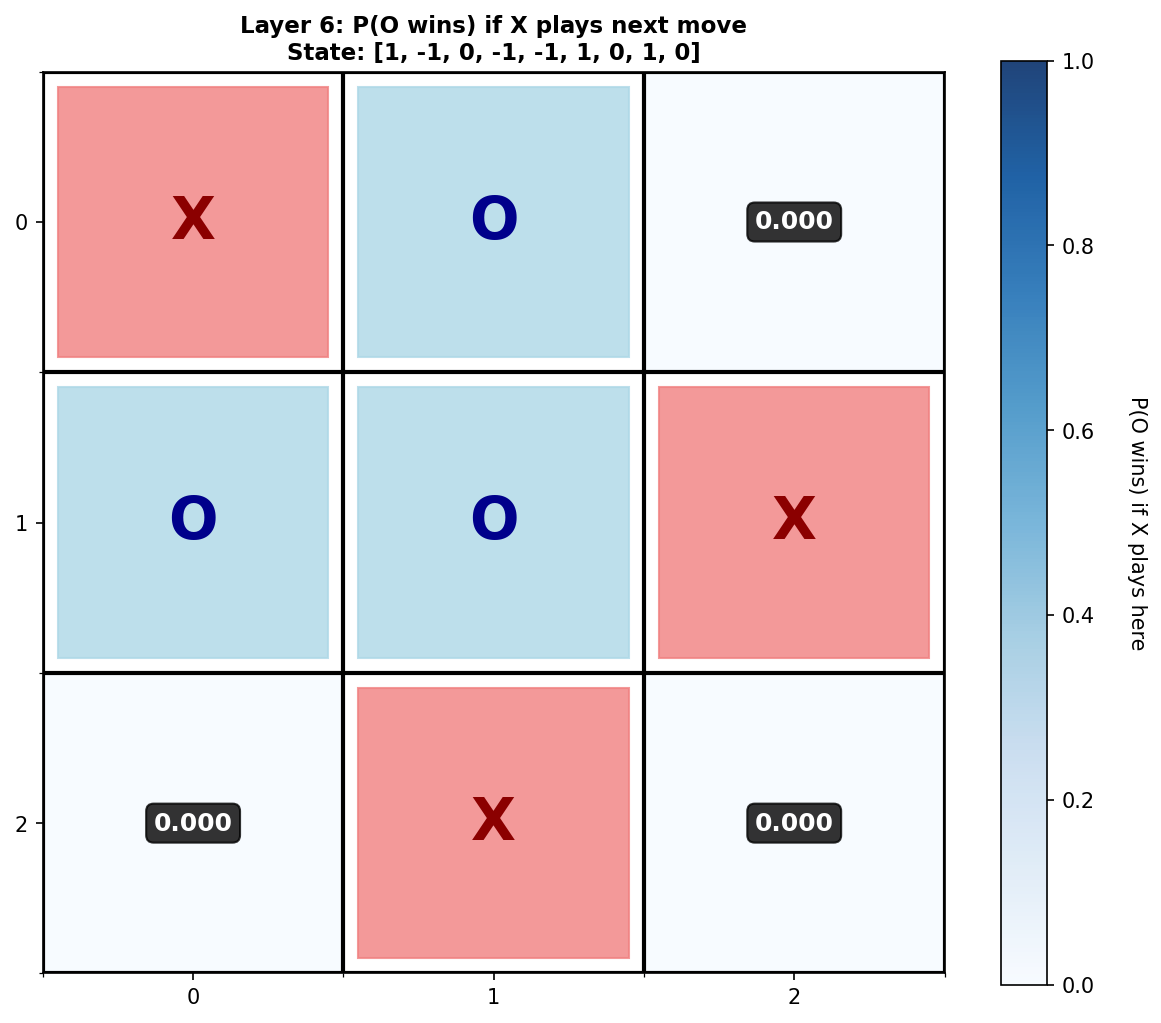 Layer 6: P(O wins) if X plays next move
State: [1, -1, 0, -1, -1, 1, 0, 1, 0]
0
X
O
0.000
1
O
O
X
2
0.000
X
0.000
0
1
2
1.0
0.8
0.6
0.4
0.2
0.0
P(O wins) if X plays here